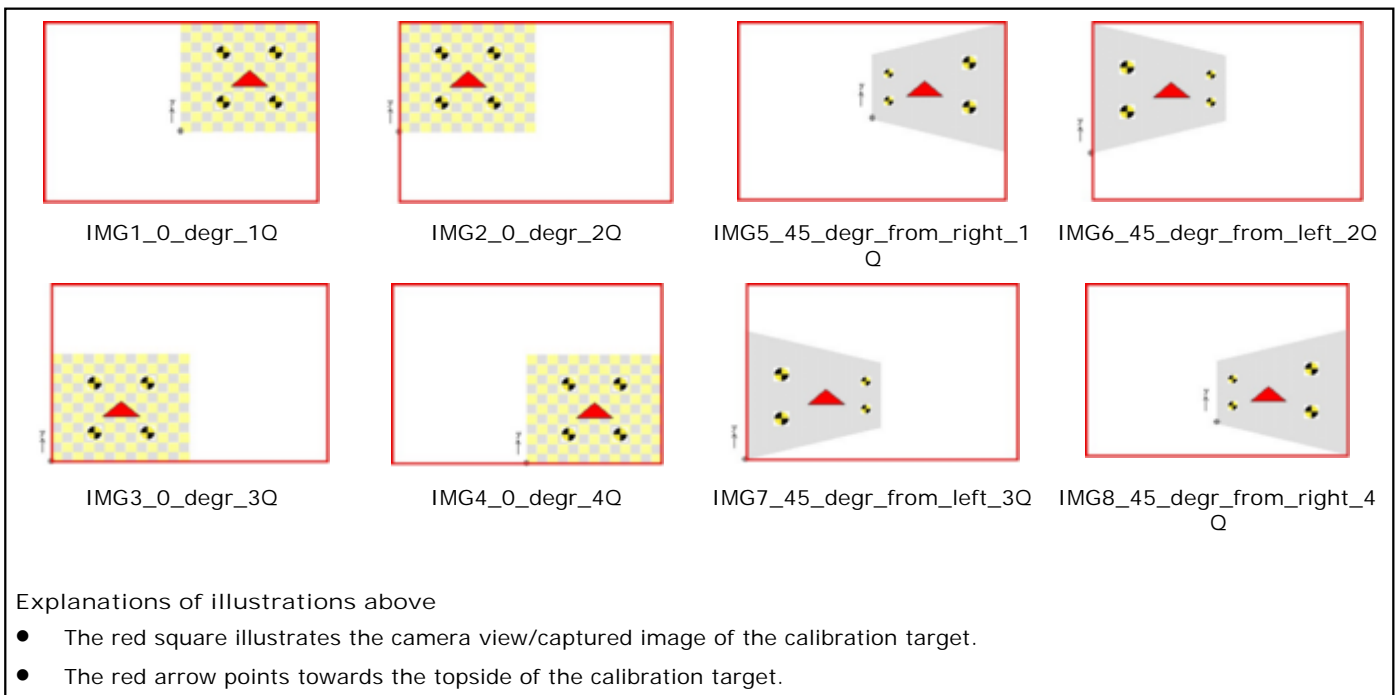 IMG1_0_degr_1Q
IMG2_0_degr_2Q
IMG5_45_degr_from_right_1
Q
IMG6_45_degr_from_left_2Q
IMG3_0_degr_3Q
IMG4_0_degr_4Q
IMG7_45_degr_from_left_3Q
IMG8_45_degr_from_right_4
Q
Explanations of illustrations above
● The red square illustrates the camera view/captured image of the calibration target.
● The red arrow points towards the topside of the calibration target.